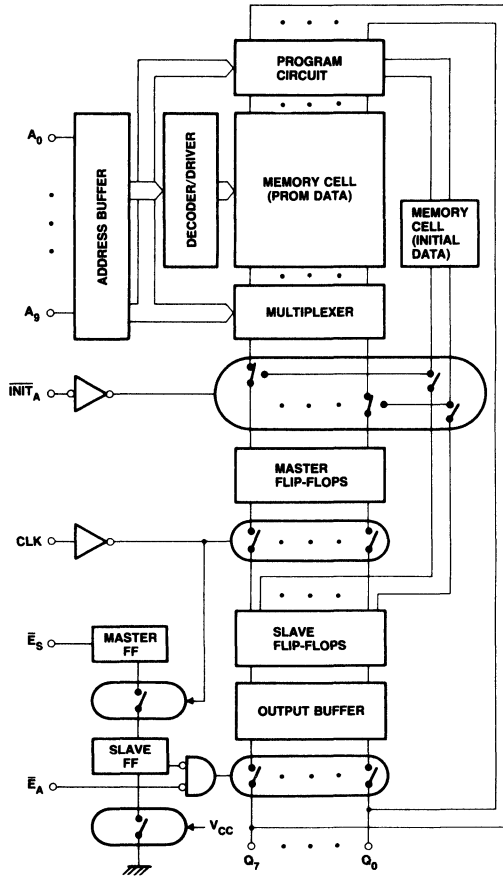 PROGRAM
CIRCUIT
A0
ADDRESS BUFFER
DECODER/DRIVER
MEMORY CELL
(PROM DATA)
MEMORY
CELL
(INITIAL
DATA)
A9
MULTIPLEXER
INITA
MASTER
FLIP-FLOPS
CLK
SLAVE
FLIP-FLOPS
ES
MASTER
FF
OUTPUT BUFFER
SLAVE
FF
EA
VCC
Q7
Q0